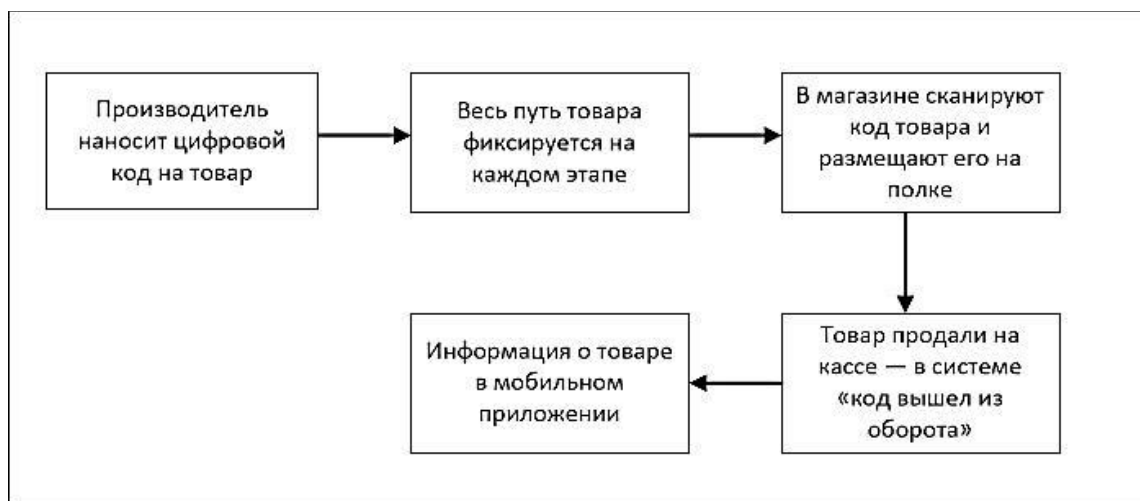 Производитель
наносит цифровой
код на товар
Весь путь товара
фиксируется на
каждом этапе
В магазине сканируют
код товара и
размещают его на
полке
Товар продали на
кассе — в системе
«код вышел из
оборота»
Информация о товаре
в мобильном
приложении